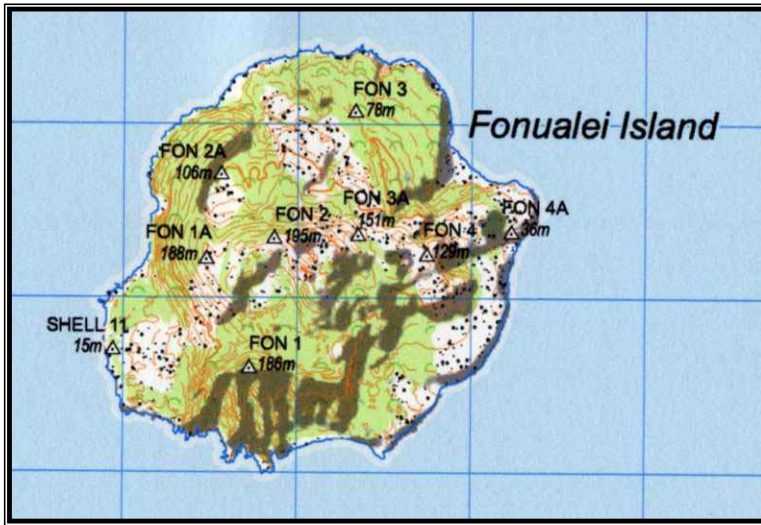 FON 3
78m
Fonualei Island
FON 2A
106m
FON 3A
151m
FON 4A
36m
FON 2
195m
FON 4
129m
FON 1A
188m
SHELL 11
15m
FON 1
186m